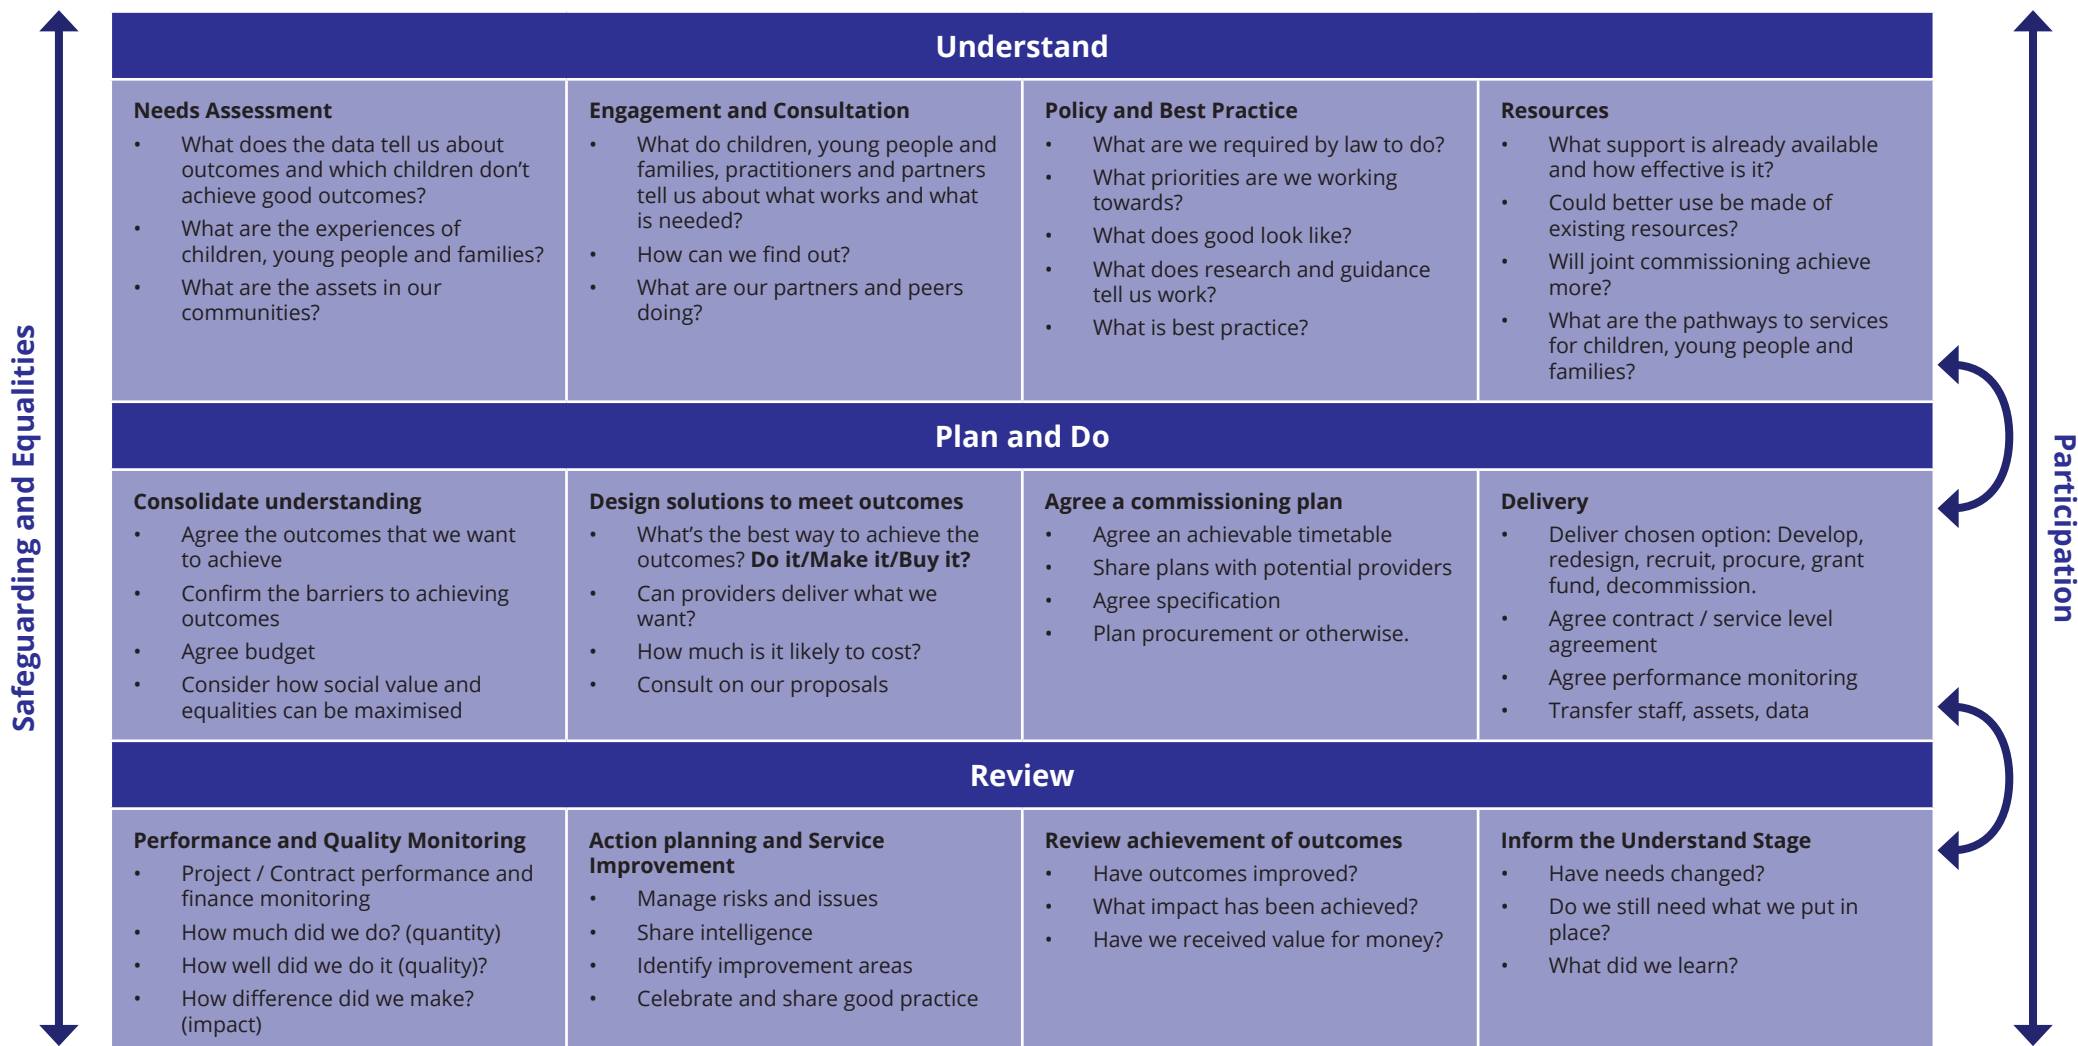 Safeguarding and Equalities
Understand
Needs Assessment
• What does the data tell us about
outcomes and which children don’t
achieve good outcomes?
• What are the experiences of
children, young people and families?
• What are the assets in our
communities?
Engagement and Consultation
• What do children, young people and
families, practitioners and partners
tell us about what works and what
is needed?
• How can we find out?
• What are our partners and peers
doing?
Policy and Best Practice
• What are we required by law to do?
• What priorities are we working
towards?
• What does good look like?
• What does research and guidance
tell us work?
• What is best practice?
Resources
• What support is already available
and how effective is it?
• Could better use be made of
existing resources?
• Will joint commissioning achieve
more?
• What are the pathways to services
for children, young people and
families?
Plan and Do
Consolidate understanding
• Agree the outcomes that we want
to achieve
• Confirm the barriers to achieving
outcomes
• Agree budget
• Consider how social value and
equalities can be maximised
Design solutions to meet outcomes
• What’s the best way to achieve the
outcomes? Do it/Make it/Buy it?
• Can providers deliver what we
want?
• How much is it likely to cost?
• Consult on our proposals
Agree a commissioning plan
• Agree an achievable timetable
• Share plans with potential providers
• Agree specification
• Plan procurement or otherwise.
Delivery
• Deliver chosen option: Develop,
redesign, recruit, procure, grant
fund, decommission.
• Agree contract / service level
agreement
• Agree performance monitoring
• Transfer staff, assets, data
Review
Performance and Quality Monitoring
• Project / Contract performance and
finance monitoring
• How much did we do? (quantity)
• How well did we do it (quality)?
• How difference did we make?
(impact)
Action planning and Service
Improvement
• Manage risks and issues
• Share intelligence
• Identify improvement areas
• Celebrate and share good practice
Review achievement of outcomes
• Have outcomes improved?
• What impact has been achieved?
• Have we received value for money?
Inform the Understand Stage
• Have needs changed?
• Do we still need what we put in
place?
• What did we learn?
Participation